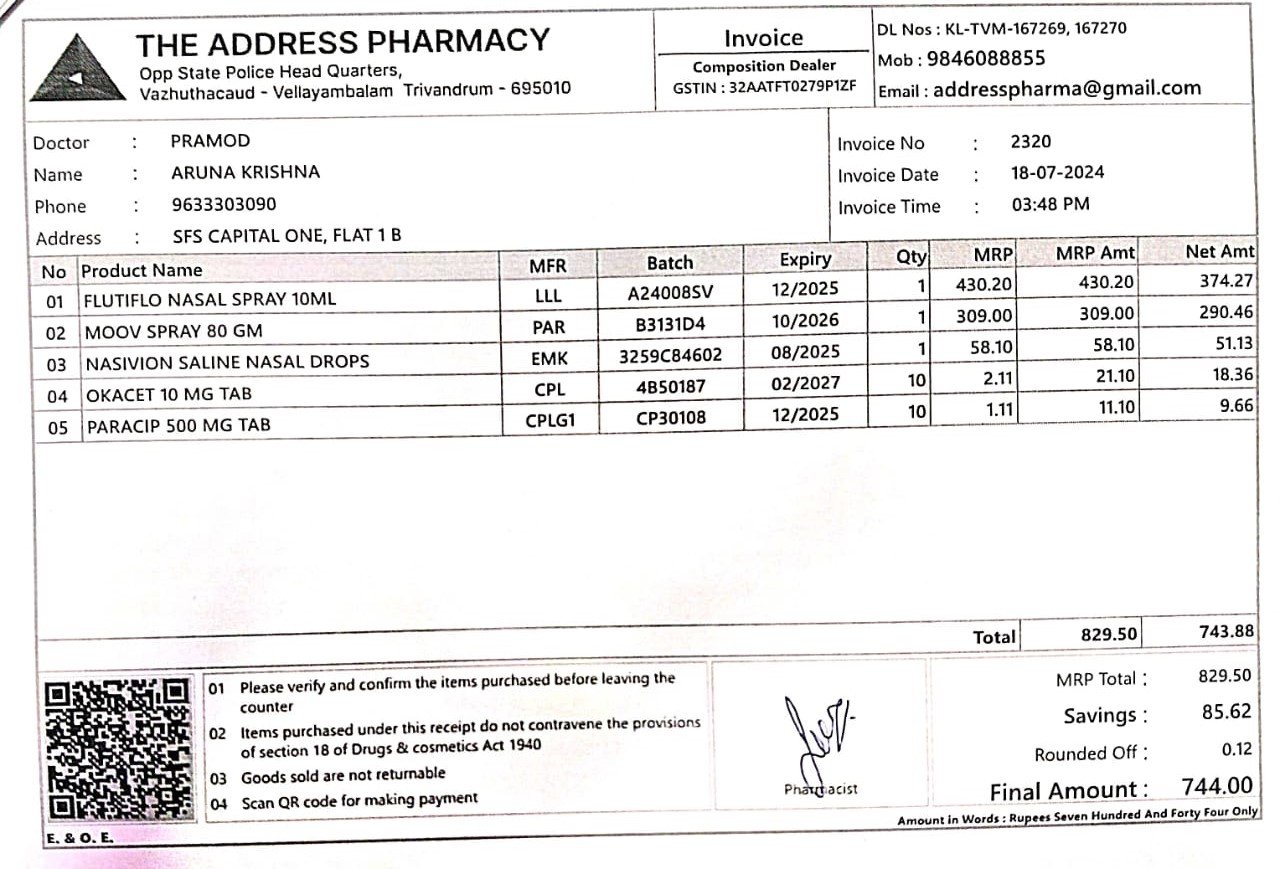 THE ADDRESS PHARMACY
Opp State Police Head Quarters,
Vazhuthacaud - Vellayambalam Trivandrum - 695010
Invoice
Composition Dealer
GSTIN : 32AATFT0279P1ZF
DL Nos : KL-TVM-167269, 167270
Mob : 9846088855
Email : addresspharma@gmail.com
Doctor : PRAMOD
Name : ARUNA KRISHNA
Phone : 9633303090
Address : SFS CAPITAL ONE, FLAT 1 B
Invoice No : 2320
Invoice Date : 18-07-2024
Invoice Time : 03:48 PM
No Product Name MFR Batch Expiry Qty MRP MRP Amt Net Amt
01 FLUTIFLO NASAL SPRAY 10ML LLL A24008SV 12/2025 1 430.20 430.20 374.27
02 MOOV SPRAY 80 GM PAR B3131D4 10/2026 1 309.00 309.00 290.46
03 NASIVION SALINE NASAL DROPS EMK 3259C84602 08/2025 1 58.10 58.10 51.13
04 OKACET 10 MG TAB CPL 4B50187 02/2027 10 2.11 21.10 18.36
05 PARACIP 500 MG TAB CPLG1 CP30108 12/2025 10 1.11 11.10 9.66
Total 829.50 743.88
01 Please verify and confirm the items purchased before leaving the
counter
02 Items purchased under this receipt do not contravene the provisions
of section 18 of Drugs & cosmetics Act 1940
03 Goods sold are not returnable
04 Scan QR code for making payment
Pharmacist
MRP Total : 829.50
Savings : 85.62
Rounded Off : 0.12
Final Amount : 744.00
Amount in Words : Rupees Seven Hundred And Forty Four Only
E. & O. E.